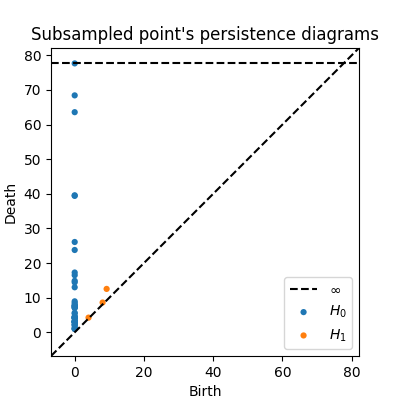 Subsampled point's persistence diagrams
80
70
60
50
40
30
20
10
0
Death
0 20 40 60 80
Birth
∞
H₀
H₁